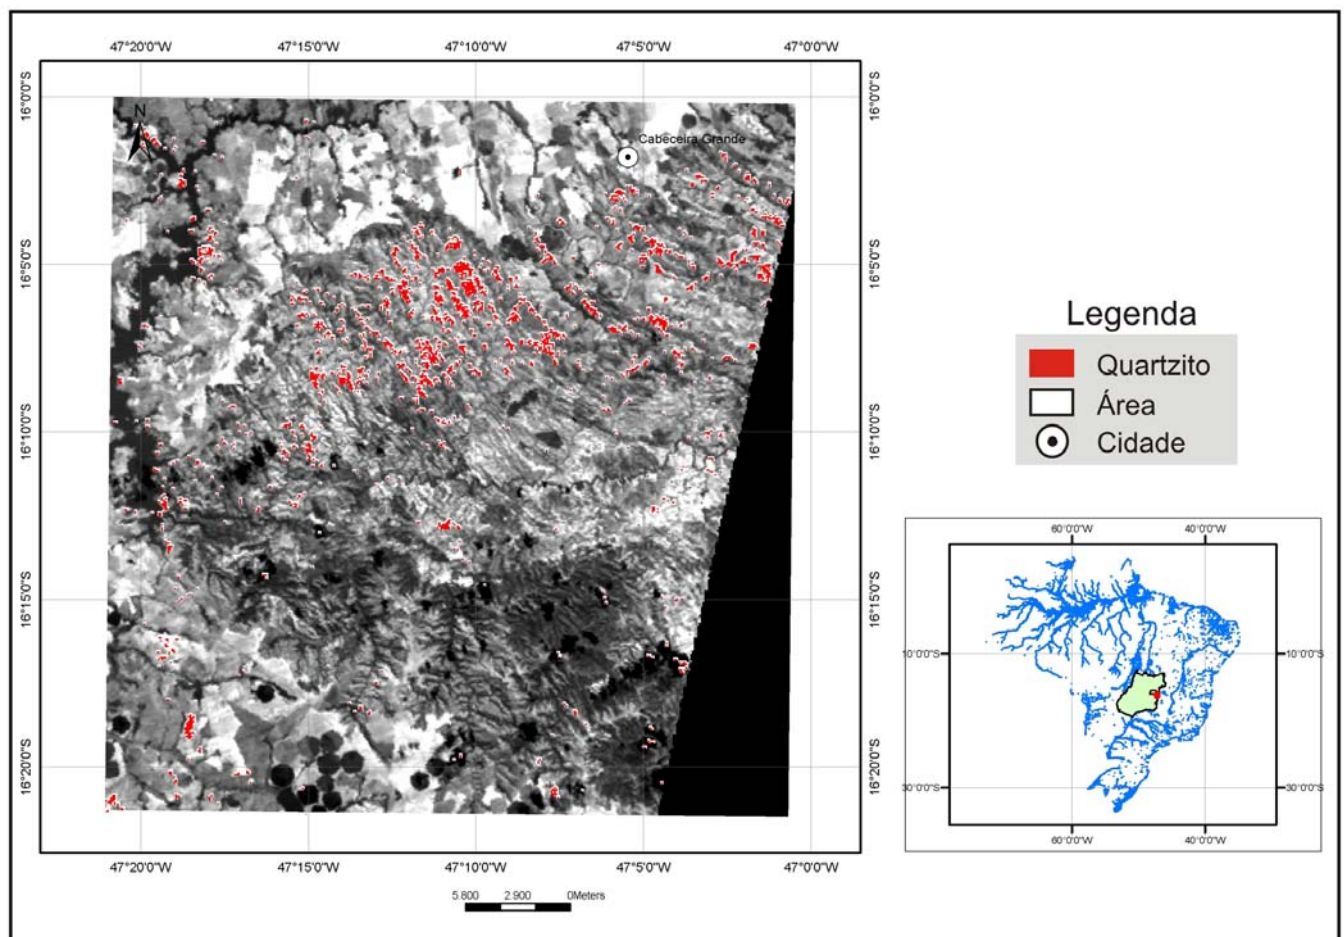 47°20'0"W 47°15'0"W 47°10'0"W 47°5'0"W 47°0'0"W
16°0'0"S 16°0'0"S
N
Cabeceira Grande
16°5'0"S 16°5'0"S
16°10'0"S 16°10'0"S
16°15'0"S 16°15'0"S
16°20'0"S 16°20'0"S
47°20'0"W 47°15'0"W 47°10'0"W 47°5'0"W 47°0'0"W
5.800 2.900 0Meters
Legenda
Quartzito
Área
Cidade
60°0'0"W 40°0'0"W
10°0'0"S 10°0'0"S
30°0'0"S 30°0'0"S
60°0'0"W 40°0'0"W